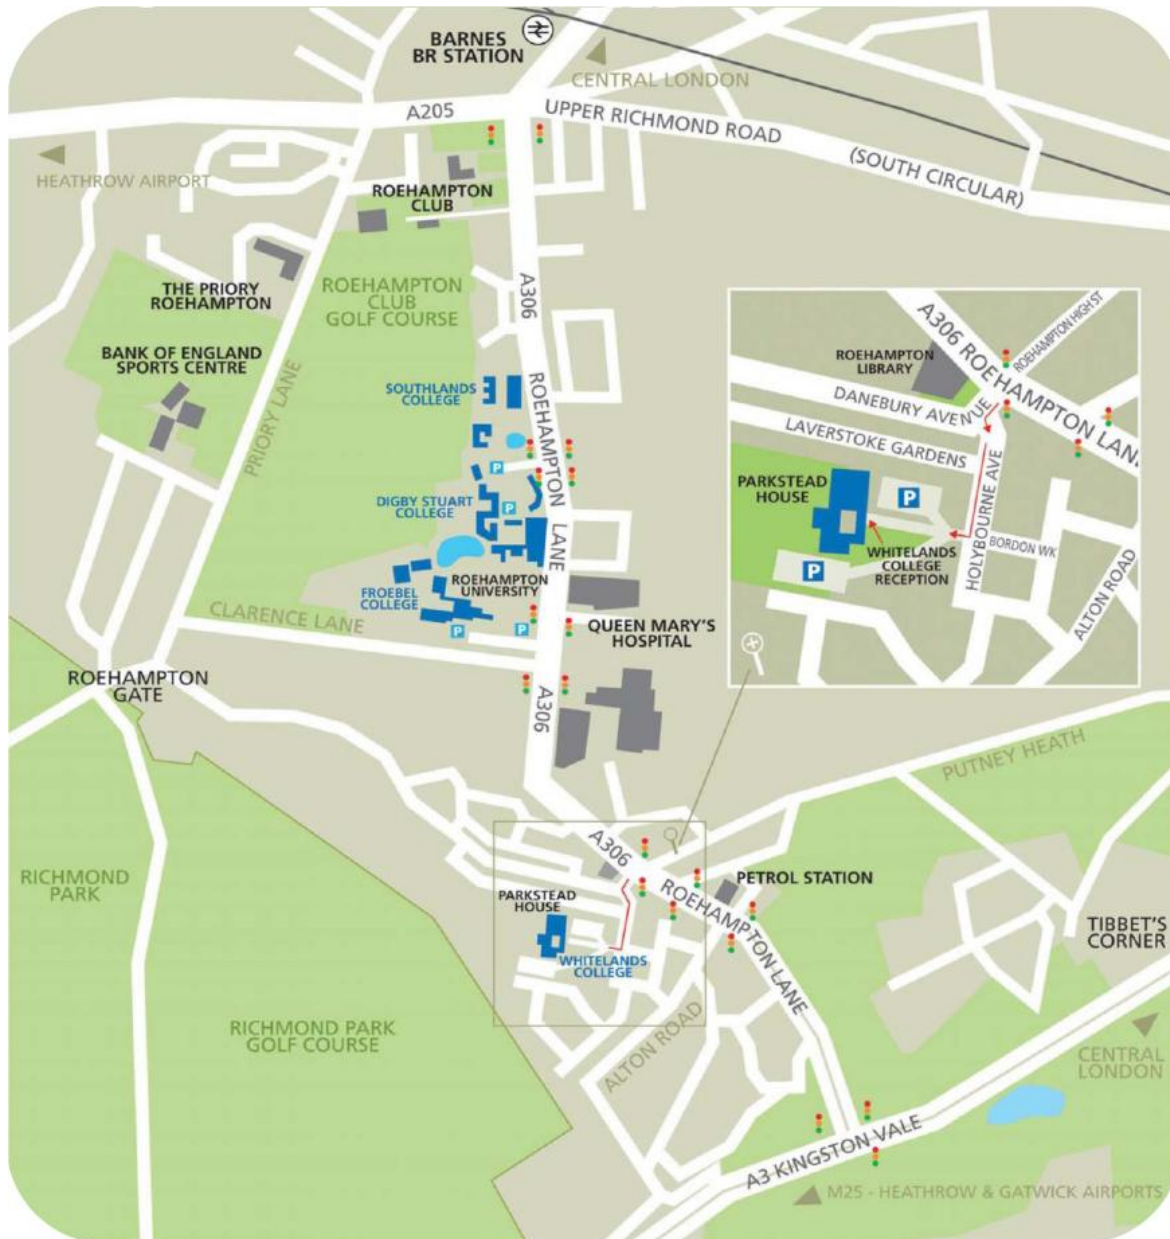 BARNES
BR STATION
CENTRAL LONDON
A205
UPPER RICHMOND ROAD
(SOUTH CIRCULAR)
HEATHROW AIRPORT
ROEHAMPTON
CLUB
THE PRIORY
ROEHAMPTON
ROEHAMPTON
CLUB
GOLF COURSE
A306
BANK OF ENGLAND
SPORTS CENTRE
PRIORY LANE
SOUTHLANDS
COLLEGE
ROEHAMPTON LANE
P
DIGBY STUART
COLLEGE
P
ROEHAMPTON
UNIVERSITY
FROEBEL
COLLEGE
P
P
CLARENCE LANE
QUEEN MARY'S
HOSPITAL
ROEHAMPTON
GATE
A306
A306 ROEHAMPTON LANE
ROEHAMPTON HIGH ST
ROEHAMPTON
LIBRARY
DANEBURY AVENUE
LAVERSTOKE GARDENS
PARKSTEAD
HOUSE
P
HOLYBOURNE AVE
BORDON WK
WHITELANDS
COLLEGE
RECEPTION
P
ALTON ROAD
PUTNEY HEATH
A306
ROEHAMPTON LANE
PETROL STATION
RICHMOND
PARK
PARKSTEAD
HOUSE
WHITELANDS
COLLEGE
TIBBET'S
CORNER
RICHMOND PARK
GOLF COURSE
ALTON ROAD
CENTRAL
LONDON
A3 KINGSTON VALE
M25 - HEATHROW & GATWICK AIRPORTS